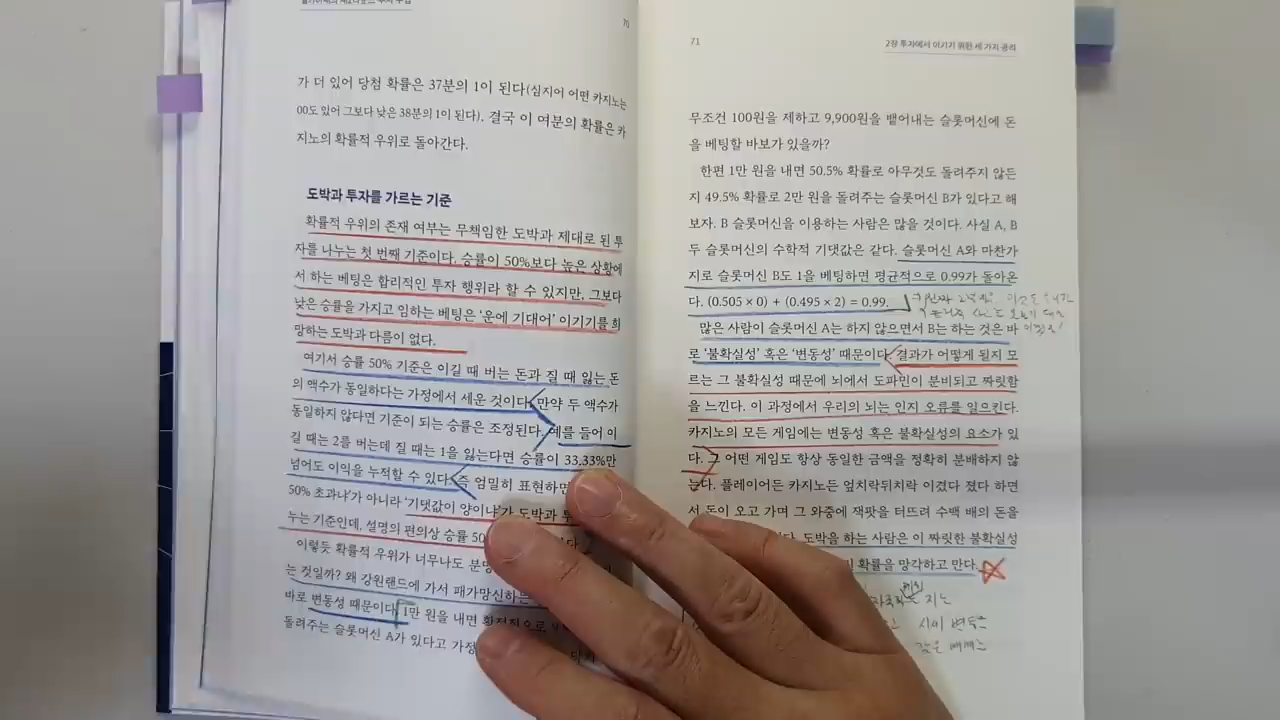 70
가 더 있어 당첨 확률은 37분의 1이 된다(심지어 어떤 카지노는
00도 있어 그보다 낮은 38분의 1이 된다). 결국 이 여분의 확률은 카
지노의 확률적 우위로 돌아간다.
도박과 투자를 가르는 기준
확률적 우위의 존재 여부는 무책임한 도박과 제대로 된 투
자를 나누는 첫 번째 기준이다. 승률이 50%보다 높은 상황에
서 하는 베팅은 합리적인 투자 행위라 할 수 있지만, 그보다
낮은 승률을 가지고 임하는 베팅은 '운에 기대어' 이기기를 희
망하는 도박과 다름이 없다.
여기서 승률 50% 기준은 이길 때 버는 돈과 질 때 잃는 돈
의 액수가 동일하다는 가정에서 세운 것이다. 만약 두 액수가
동일하지 않다면 기준이 되는 승률은 조정된다. 예를 들어 이
길 때는 2를 버는데 질 때는 1을 잃는다면 승률이 33.33%만
넘어도 이익을 누적할 수 있다. 즉 엄밀히 표현하면
50% 초과냐'가 아니라 '기댓값이 양이냐'가 도박과 투
누는 기준인데, 설명의 편의상 승률 50
이렇듯 확률적 우위가 너무나도 분명
는 것일까? 왜 강원랜드에 가서 패가망신하는
바로 변동성 때문이다. 1만 원을 내면 확정적으로
돌려주는 슬롯머신 A가 있다고 가정
71
2장 투자에서 이기기 위한 세 가지 공리
무조건 100원을 제하고 9,900원을 뱉어내는 슬롯머신에 돈
을 베팅할 바보가 있을까?
한편 1만 원을 내면 50.5% 확률로 아무것도 돌려주지 않든
지 49.5% 확률로 2만 원을 돌려주는 슬롯머신 B가 있다고 해
보자. B 슬롯머신을 이용하는 사람은 많을 것이다. 사실 A, B
두 슬롯머신의 수학적 기댓값은 같다. 슬롯머신 A와 마찬가
지로 슬롯머신 B도 1을 베팅하면 평균적으로 0.99가 돌아온
다. (0.505 × 0) + (0.495 × 2) = 0.99.
많은 사람이 슬롯머신 A는 하지 않으면서 B는 하는 것은 바
로 '불확실성' 혹은 '변동성' 때문이다. 결과가 어떻게 될지 모
르는 그 불확실성 때문에 뇌에서 도파민이 분비되고 짜릿함
을 느낀다. 이 과정에서 우리의 뇌는 인지 오류를 일으킨다.
카지노의 모든 게임에는 변동성 혹은 불확실성의 요소가 있
다. 그 어떤 게임도 항상 동일한 금액을 정확히 분배하지 않
는다. 플레이어든 카지노든 엎치락뒤치락 이겼다 졌다 하면
서 돈이 오고 가며 그 와중에 잭팟을 터뜨려 수백 배의 돈을
도박을 하는 사람은 이 짜릿한 불확실성
확률을 망각하고 만다.
지는